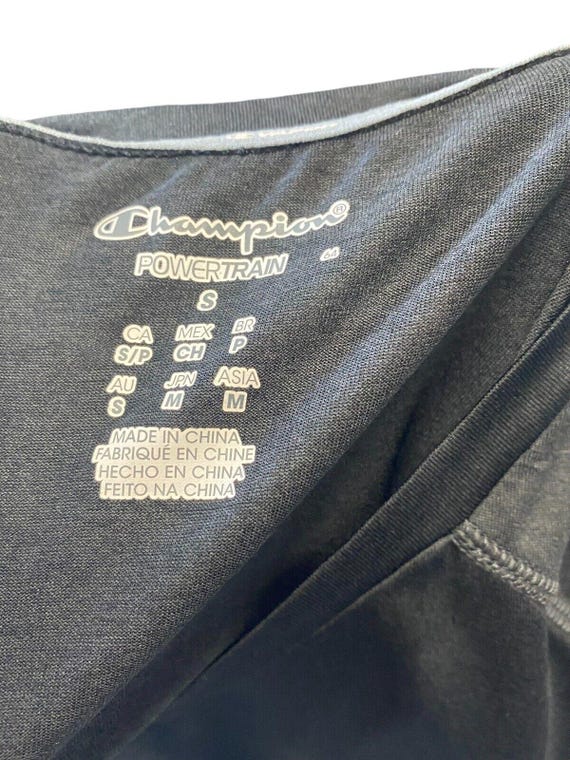 Champion®
POWERTRAIN 64
S
CA MEX BR
S/P CH P
AU JPN ASIA
S M M
MADE IN CHINA
FABRIQUÉ EN CHINE
HECHO EN CHINA
FEITO NA CHINA